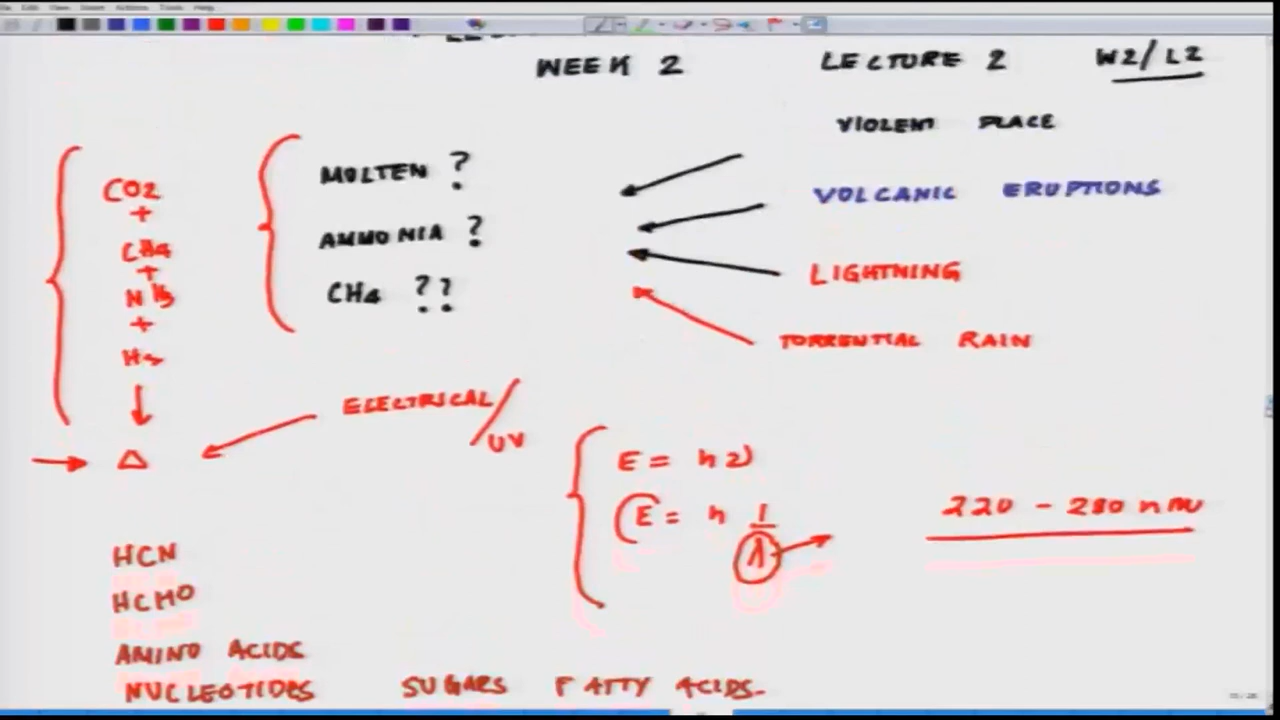 WEEK 2 LECTURE 2 W2/L2
VIOLENT PLACE
MOLTEN ?
CO2
VOLCANIC ERUPTIONS
+
AMMONIA ?
CH4
+
LIGHTNING
NH3
CH4 ??
+
TORRENTIAL RAIN
H2
ELECTRICAL/
UV
Δ
E = hν
E = h 1/λ
220 - 280 nm
HCN
HCHO
AMINO ACIDS
NUCLEOTIDES SUGARS FATTY ACIDS.